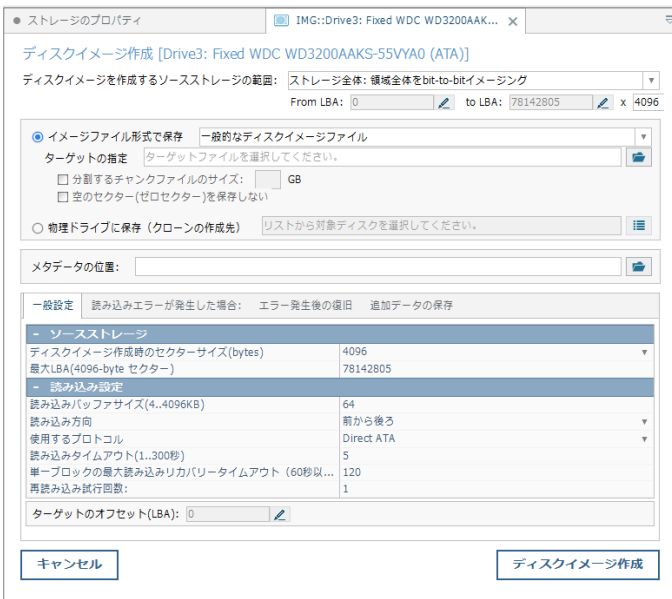 ストレージのプロパティ
IMG::Drive3: Fixed WDC WD3200AAK...
ディスクイメージ作成 [Drive3: Fixed WDC WD3200AAKS-55VYA0 (ATA)]
ディスクイメージを作成するソースストレージの範囲: ストレージ全体: 領域全体をbit-to-bitイメージング
From LBA: 0 to LBA: 78142805 x 4096
イメージファイル形式で保存 一般的なディスクイメージファイル
ターゲットの指定 ターゲットファイルを選択してください。
分割するチャンクファイルのサイズ: GB
空のセクター(ゼロセクター)を保存しない
物理ドライブに保存（クローンの作成先） リストから対象ディスクを選択してください。
メタデータの位置:
一般設定 読み込みエラーが発生した場合: エラー発生後の復旧 追加データの保存
- ソースストレージ
ディスクイメージ作成時のセクターサイズ(bytes) 4096
最大LBA(4096-byte セクター) 78142805
- 読み込み設定
読み込みバッファサイズ(4..4096KB) 64
読み込み方向 前から後ろ
使用するプロトコル Direct ATA
読み込みタイムアウト(1..300秒) 5
単一ブロックの最大読み込みリカバリータイムアウト（60秒以... 120
再読み込み試行回数: 1
ターゲットのオフセット(LBA): 0
キャンセル ディスクイメージ作成